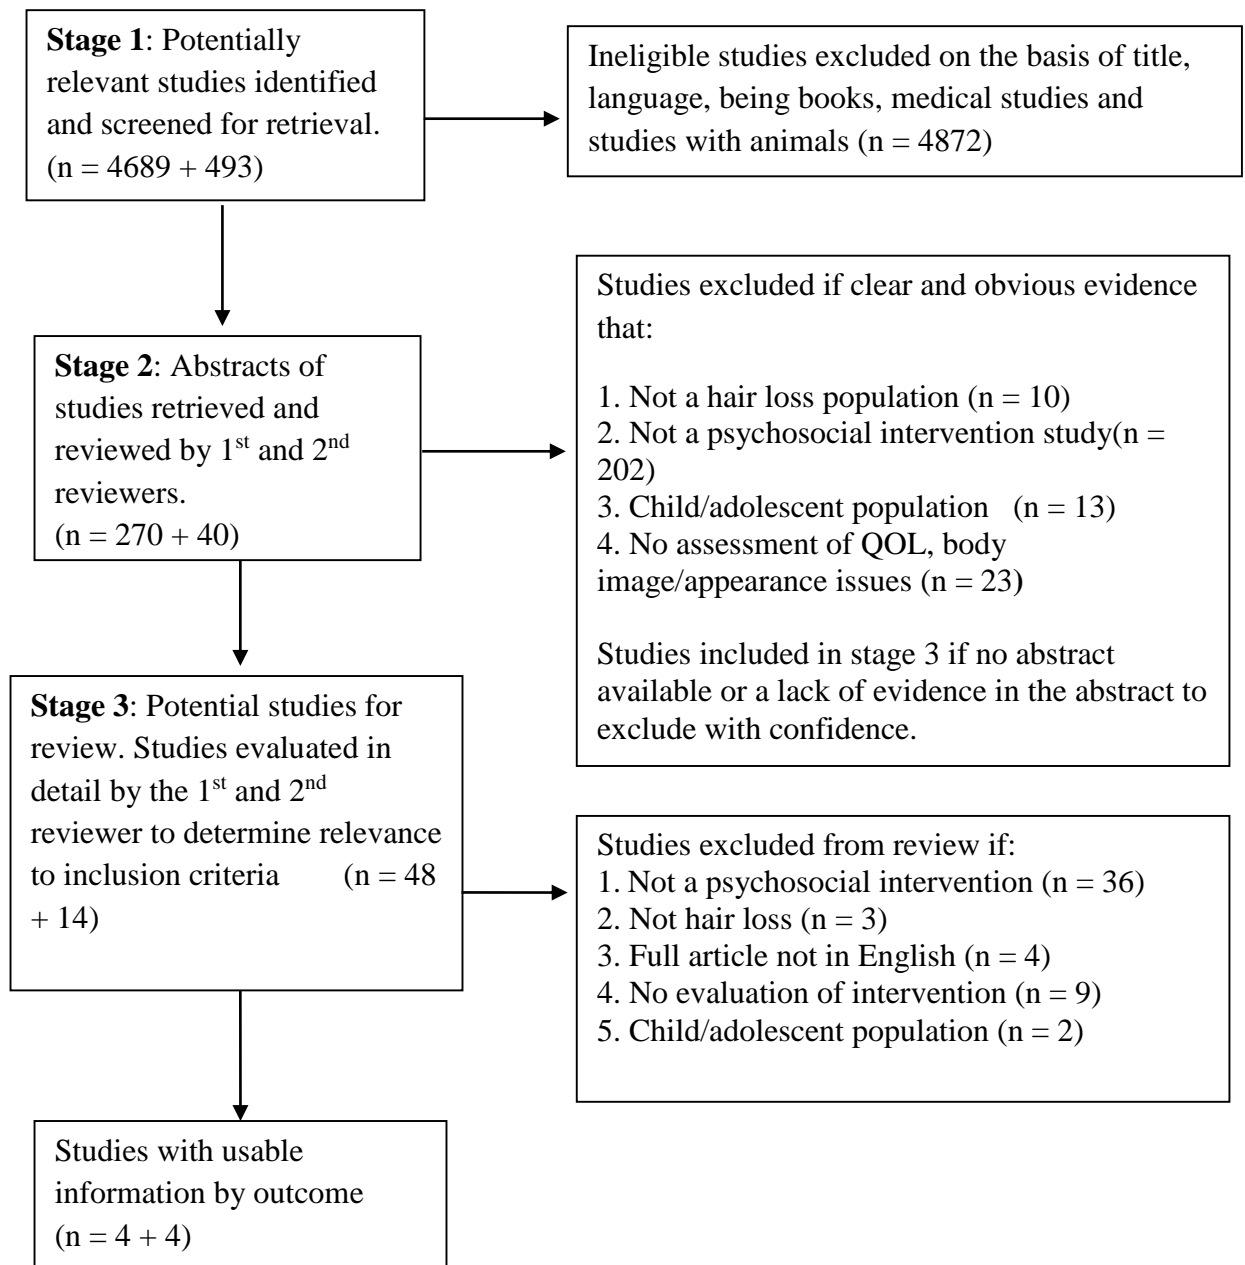 Stage 1: Potentially
relevant studies identified
and screened for retrieval.
(n = 4689 + 493)
Ineligible studies excluded on the basis of title,
language, being books, medical studies and
studies with animals (n = 4872)
Stage 2: Abstracts of
studies retrieved and
reviewed by 1st and 2nd
reviewers.
(n = 270 + 40)
Studies excluded if clear and obvious evidence
that:
1. Not a hair loss population (n = 10)
2. Not a psychosocial intervention study(n =
202)
3. Child/adolescent population (n = 13)
4. No assessment of QOL, body
image/appearance issues (n = 23)
Studies included in stage 3 if no abstract
available or a lack of evidence in the abstract to
exclude with confidence.
Stage 3: Potential studies for
review. Studies evaluated in
detail by the 1st and 2nd
reviewer to determine relevance
to inclusion criteria (n = 48
+ 14)
Studies excluded from review if:
1. Not a psychosocial intervention (n = 36)
2. Not hair loss (n = 3)
3. Full article not in English (n = 4)
4. No evaluation of intervention (n = 9)
5. Child/adolescent population (n = 2)
Studies with usable
information by outcome
(n = 4 + 4)